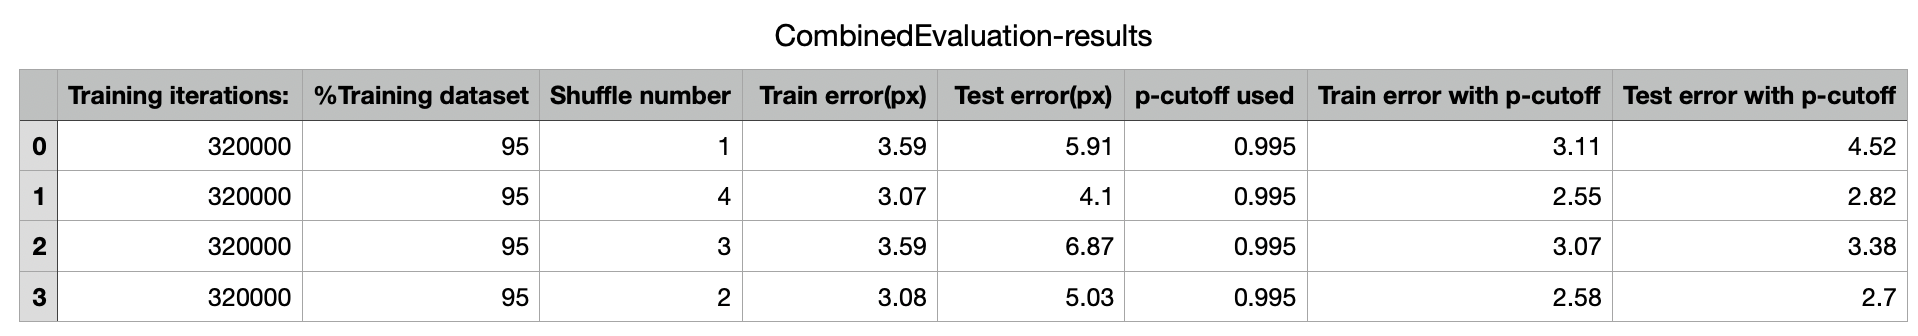 CombinedEvaluation-results
Training iterations: %Training dataset Shuffle number Train error(px) Test error(px) p-cutoff used Train error with p-cutoff Test error with p-cutoff
0 320000 95 1 3.59 5.91 0.995 3.11 4.52
1 320000 95 4 3.07 4.1 0.995 2.55 2.82
2 320000 95 3 3.59 6.87 0.995 3.07 3.38
3 320000 95 2 3.08 5.03 0.995 2.58 2.7